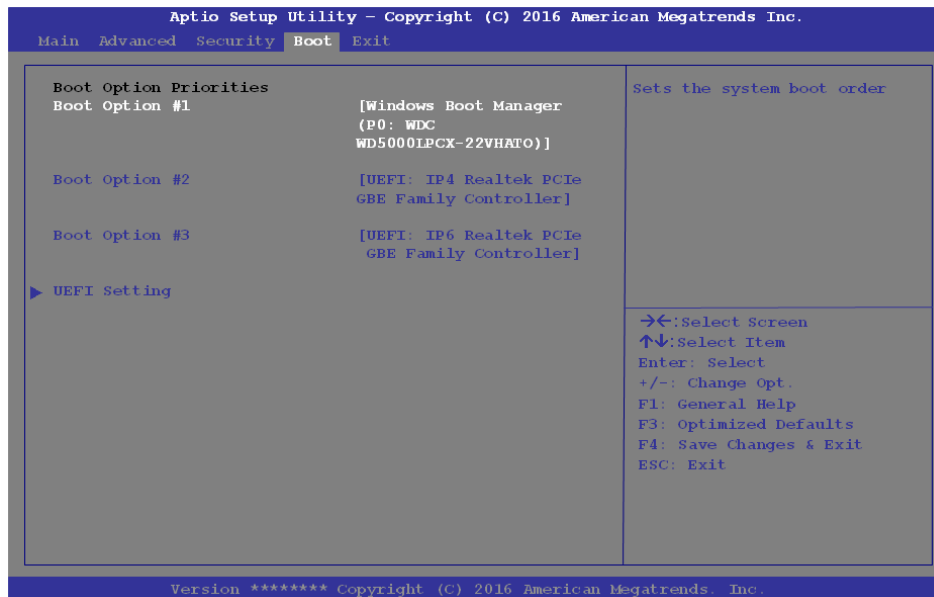 Aptio Setup Utility – Copyright (C) 2016 American Megatrends Inc.
Main Advanced Security Boot Exit
Boot Option Priorities
Boot Option #1 [Windows Boot Manager
(P0: WDC
WD5000LPCX-22VHATO)]
Boot Option #2 [UEFI: IP4 Realtek PCIe
GBE Family Controller]
Boot Option #3 [UEFI: IP6 Realtek PCIe
GBE Family Controller]
▶ UEFI Setting
Sets the system boot order
→←:Select Screen
↑↓:Select Item
Enter: Select
+/-: Change Opt.
F1: General Help
F3: Optimized Defaults
F4: Save Changes & Exit
ESC: Exit
Version ******** Copyright (C) 2016 American Megatrends. Inc.